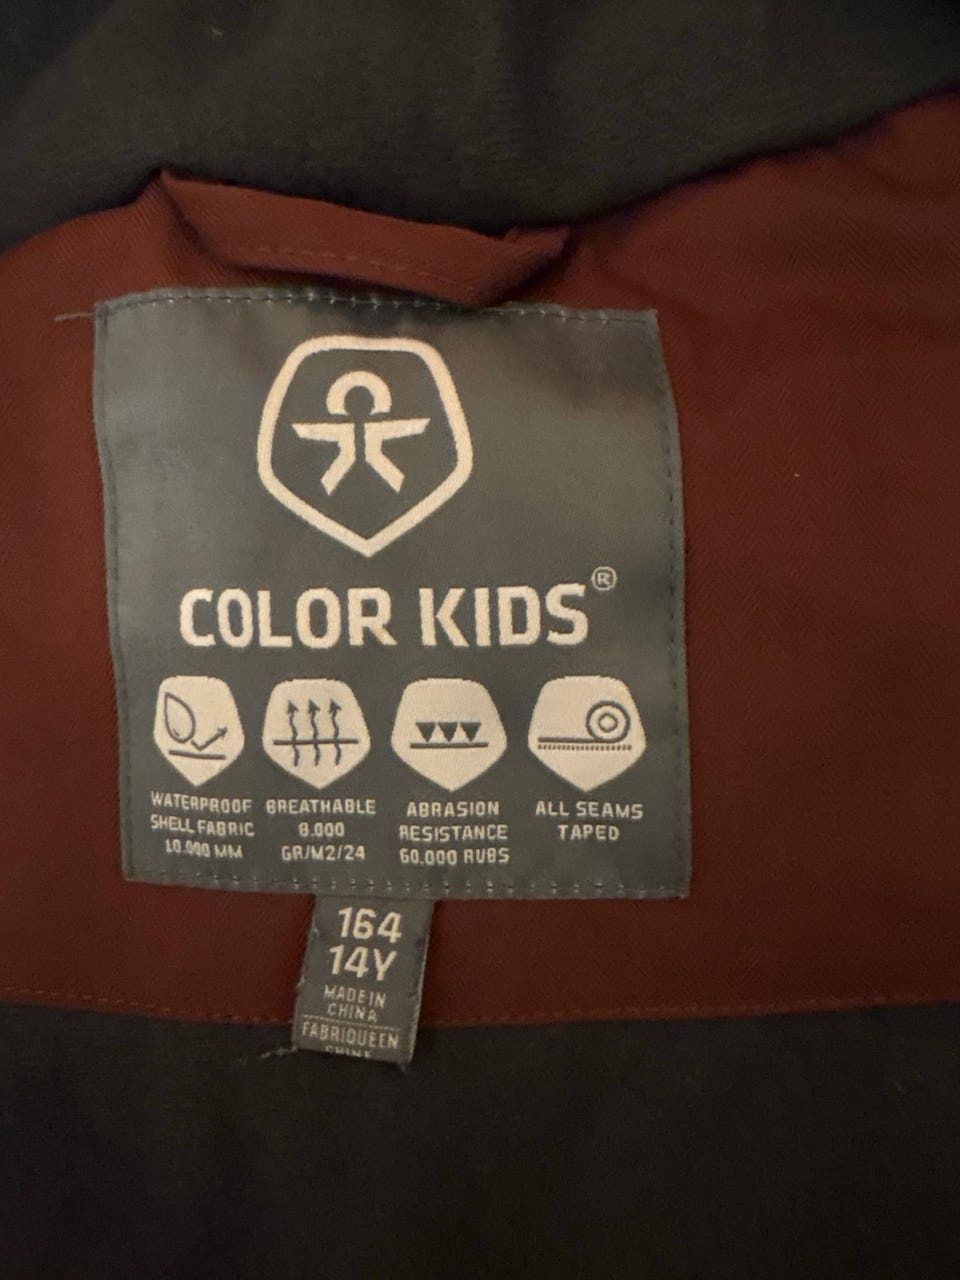 COLOR KIDS®
WATERPROOF
SHELL FABRIC
10.000 MM
BREATHABLE
8.000
GR/M2/24
ABRASION
RESISTANCE
60.000 RUBS
ALL SEAMS
TAPED
164
14Y
MADE IN
CHINA
FABRIQUE EN
CHINE